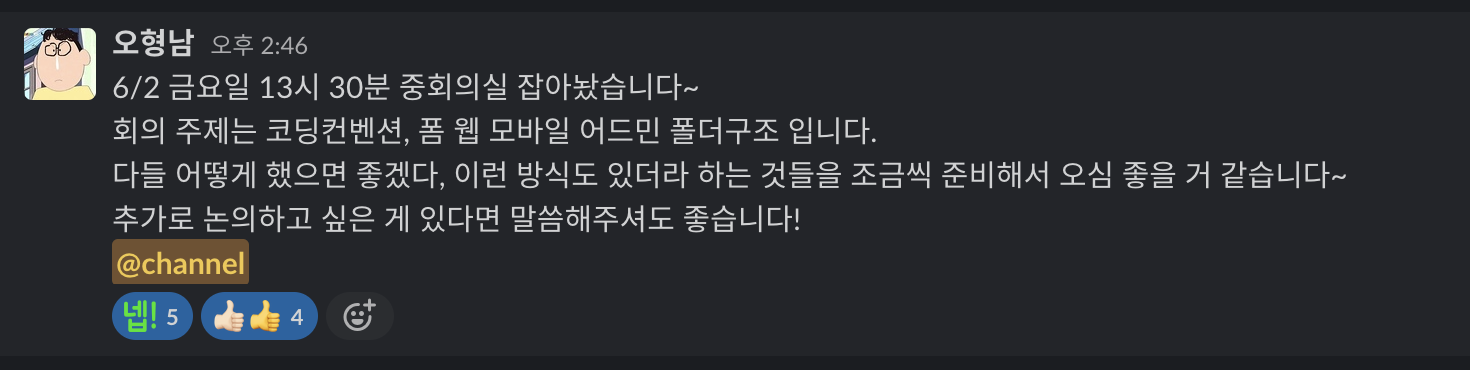 오형남 오후 2:46
6/2 금요일 13시 30분 중회의실 잡아놨습니다~
회의 주제는 코딩컨벤션, 폼 웹 모바일 어드민 폴더구조 입니다.
다들 어떻게 했으면 좋겠다, 이런 방식도 있더라 하는 것들을 조금씩 준비해서 오심 좋을 거 같습니다~
추가로 논의하고 싶은 게 있다면 말씀해주셔도 좋습니다!
@channel
넵! 5 4